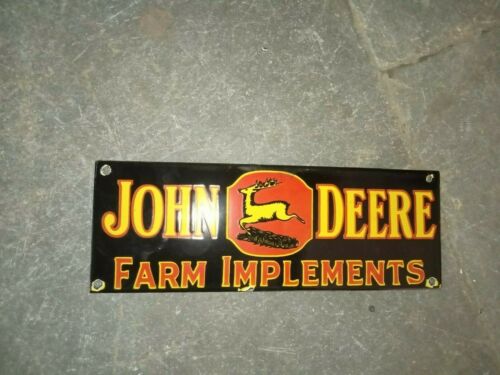 JOHN DEERE
FARM IMPLEMENTS